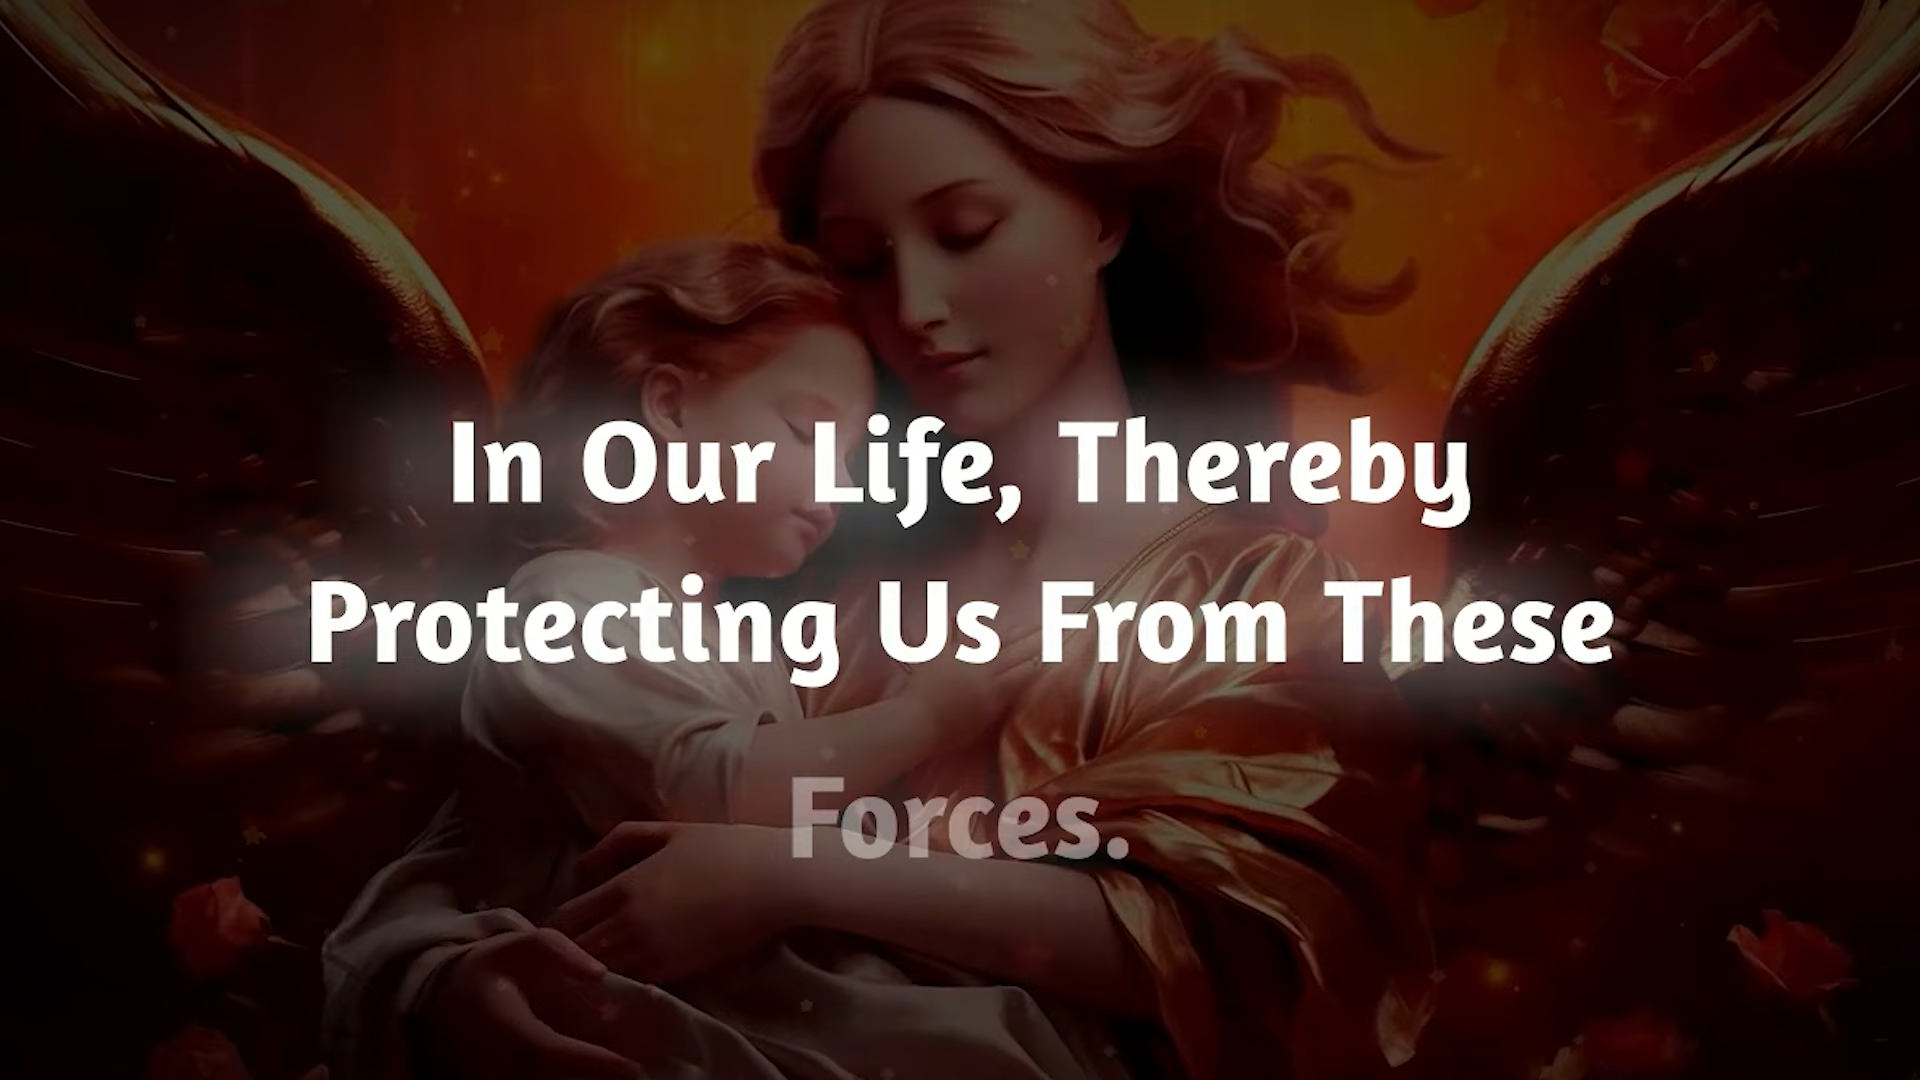 In Our Life, Thereby
Protecting Us From These
Forces.